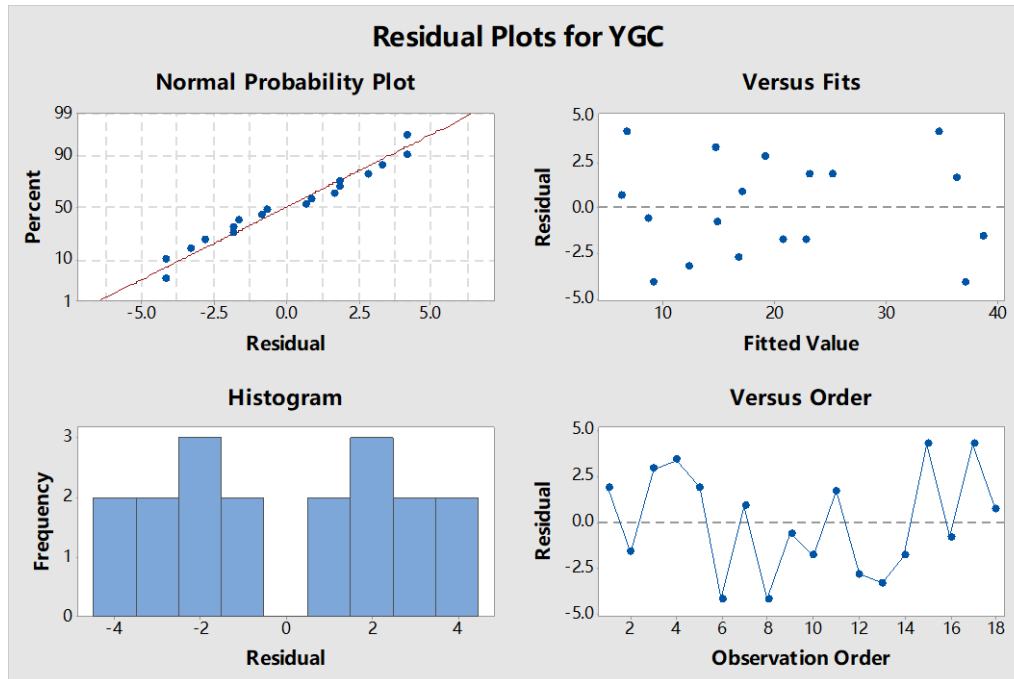 Residual Plots for YGC
Normal Probability Plot
99
90
50
10
1
Percent
-5.0 -2.5 0.0 2.5 5.0
Residual
Versus Fits
5.0
2.5
0.0
-2.5
-5.0
Residual
10 20 30 40
Fitted Value
Histogram
3
2
1
0
Frequency
-4 -2 0 2 4
Residual
Versus Order
5.0
2.5
0.0
-2.5
-5.0
Residual
2 4 6 8 10 12 14 16 18
Observation Order